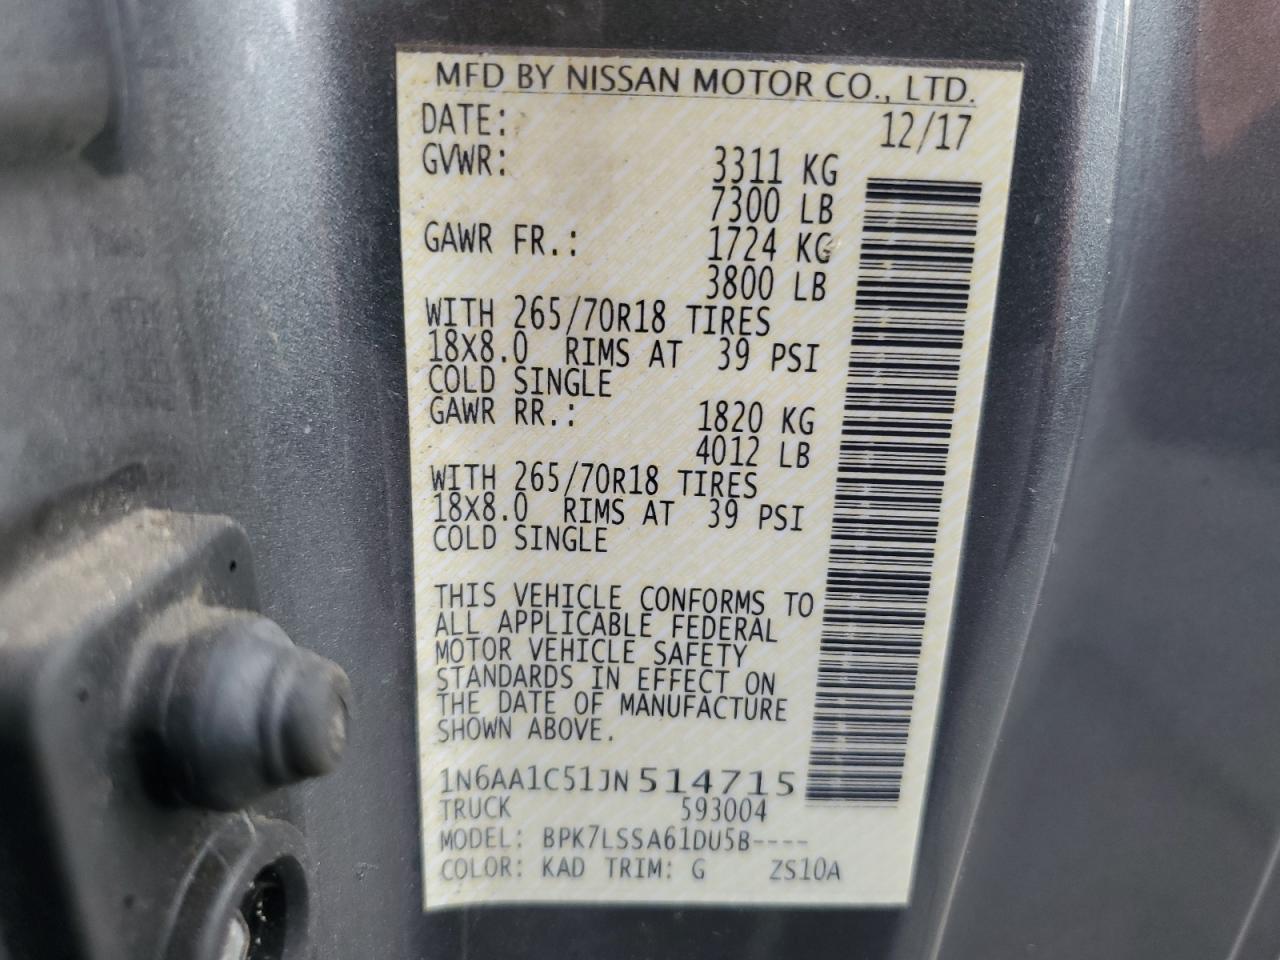 MFD BY NISSAN MOTOR CO., LTD.
DATE: 12/17
GVWR: 3311 KG
7300 LB
GAWR FR.: 1724 KG
3800 LB
WITH 265/70R18 TIRES
18X8.0 RIMS AT 39 PSI
COLD SINGLE
GAWR RR.: 1820 KG
4012 LB
WITH 265/70R18 TIRES
18X8.0 RIMS AT 39 PSI
COLD SINGLE
THIS VEHICLE CONFORMS TO
ALL APPLICABLE FEDERAL
MOTOR VEHICLE SAFETY
STANDARDS IN EFFECT ON
THE DATE OF MANUFACTURE
SHOWN ABOVE.
1N6AA1C51JN514715
TRUCK 593004
MODEL: BPK7LSSA61DU5B----
COLOR: KAD TRIM: G ZS10A